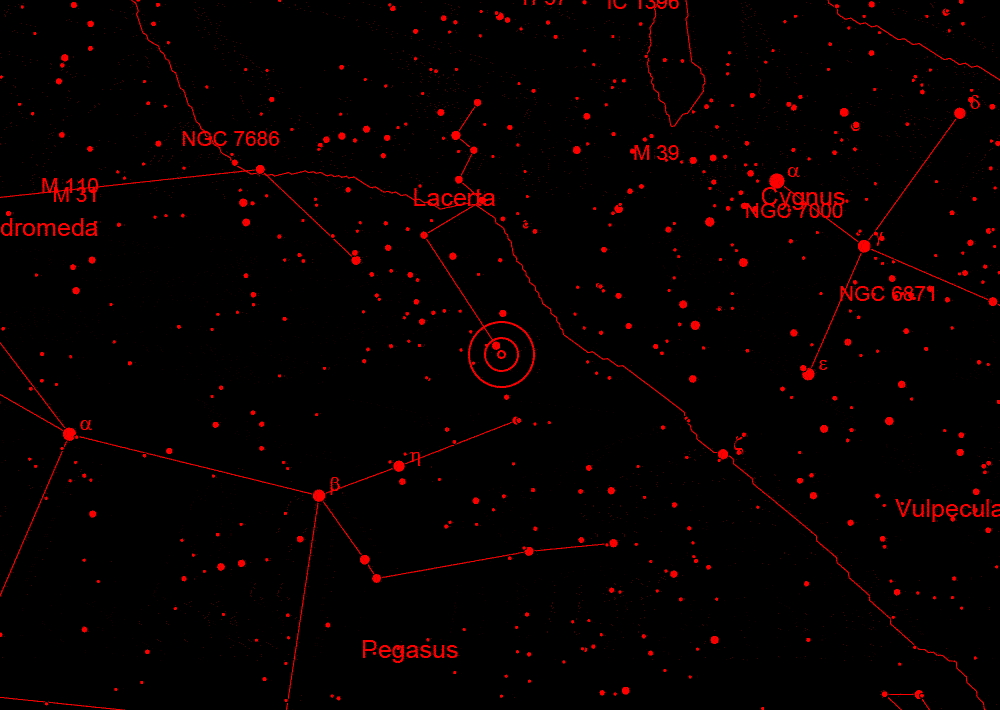 IC 1396
δ
NGC 7686
M 39
α
M 110
M 31
Lacerta
Cygnus
NGC 7000
dromeda
γ
NGC 6871
ε
α
ζ
η
β
Vulpecula
Pegasus